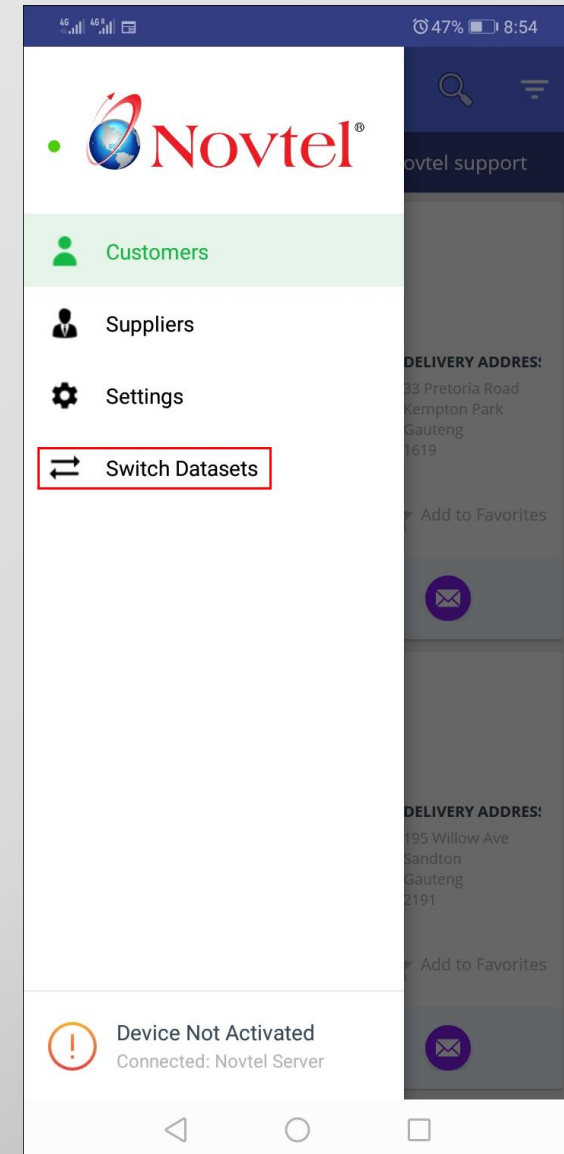 4G 4G R 47% 8:54
Novtel®
ovtel support
Customers
Suppliers
Settings
Switch Datasets
DELIVERY ADDRES
33 Pretoria Road
Kempton Park
Gauteng
1619
Add to Favorites
DELIVERY ADDRES
195 Willow Ave
Sandton
Gauteng
2191
Add to Favorites
Device Not Activated
Connected: Novtel Server